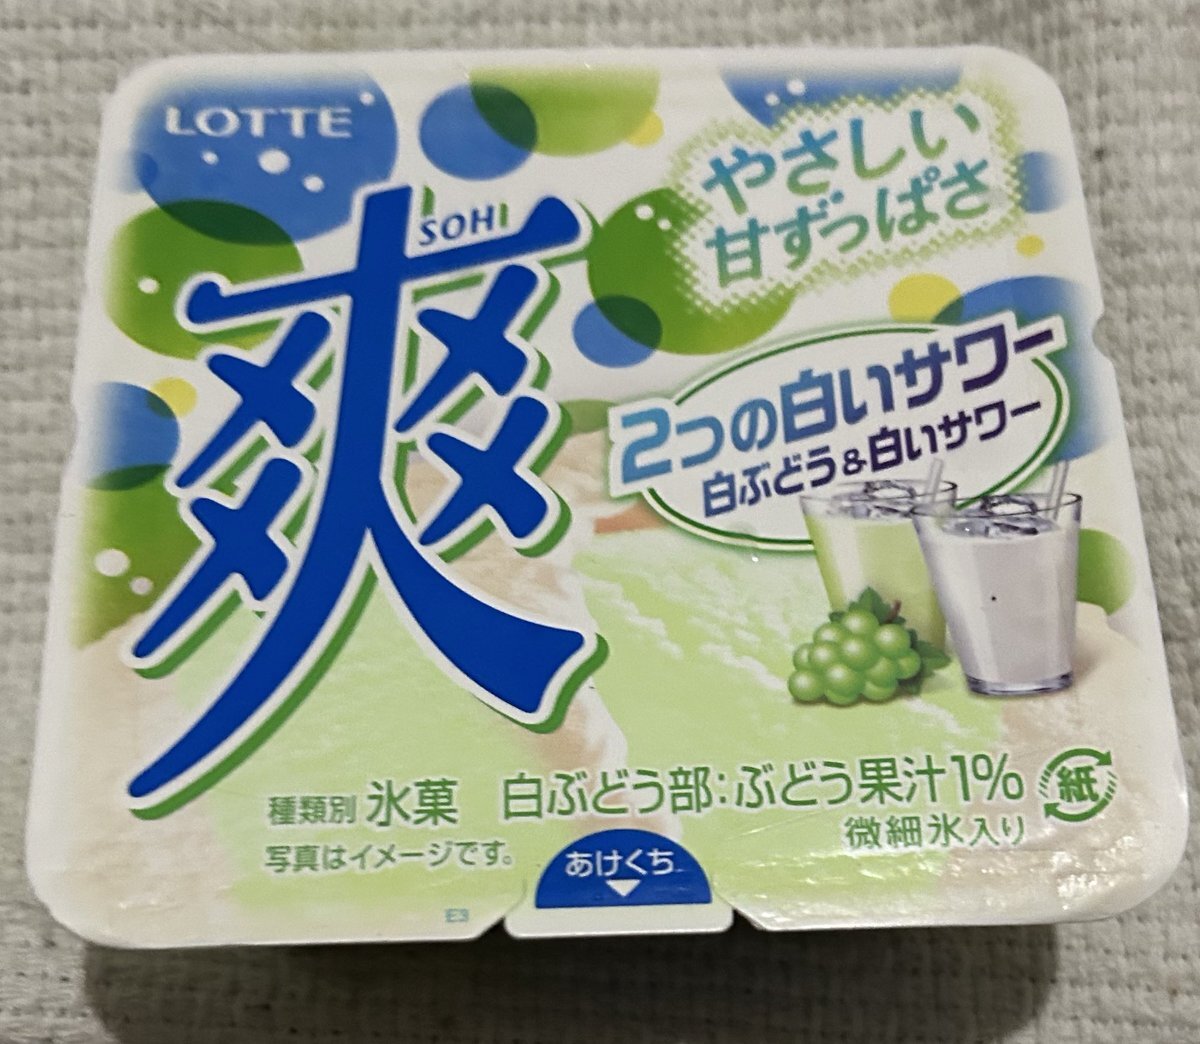 LOTTE
爽
SOHI
やさしい
甘ずっぱさ
2つの白いサワー
白ぶどう&白いサワー
種類別 氷菓 白ぶどう部:ぶどう果汁1%
微細氷入り
紙
写真はイメージです。
あけくち
E3